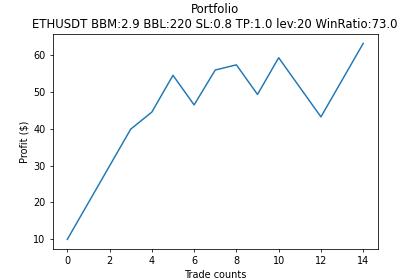 Portfolio
ETHUSDT BBM:2.9 BBL:220 SL:0.8 TP:1.0 lev:20 WinRatio:73.0
60
50
40
30
20
10
Profit ($)
0 2 4 6 8 10 12 14
Trade counts